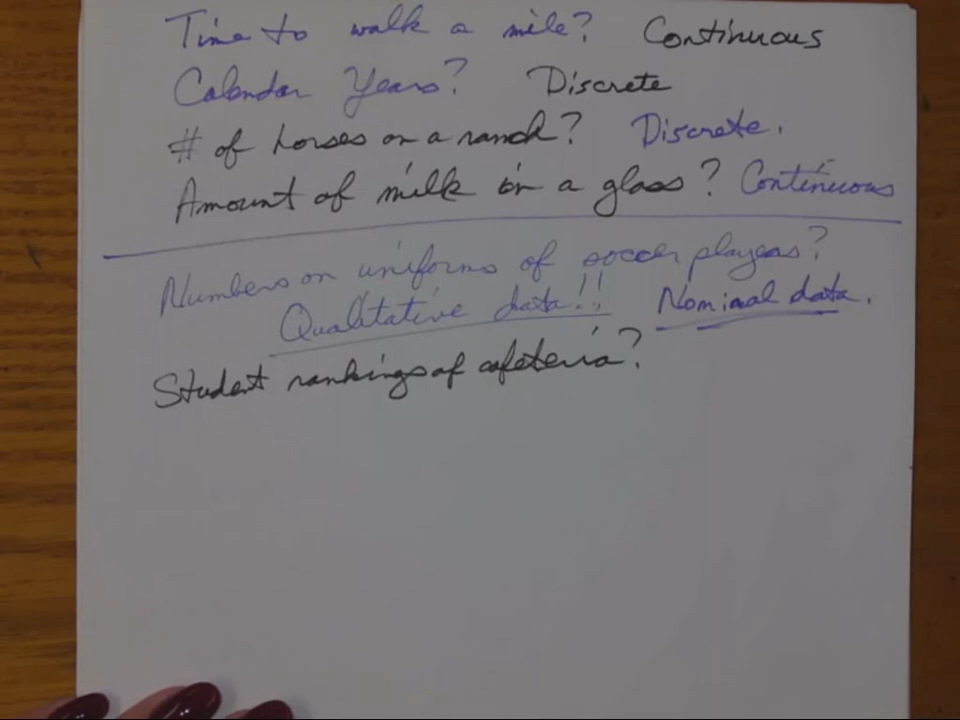 Time to walk a mile? Continuous
Calendar Years? Discrete
# of horses on a ranch? Discrete.
Amount of milk in a glass? Continuous
Numbers on uniforms of soccer players?
Qualitative data!! Nominal data.
Student rankings of cafeteria?